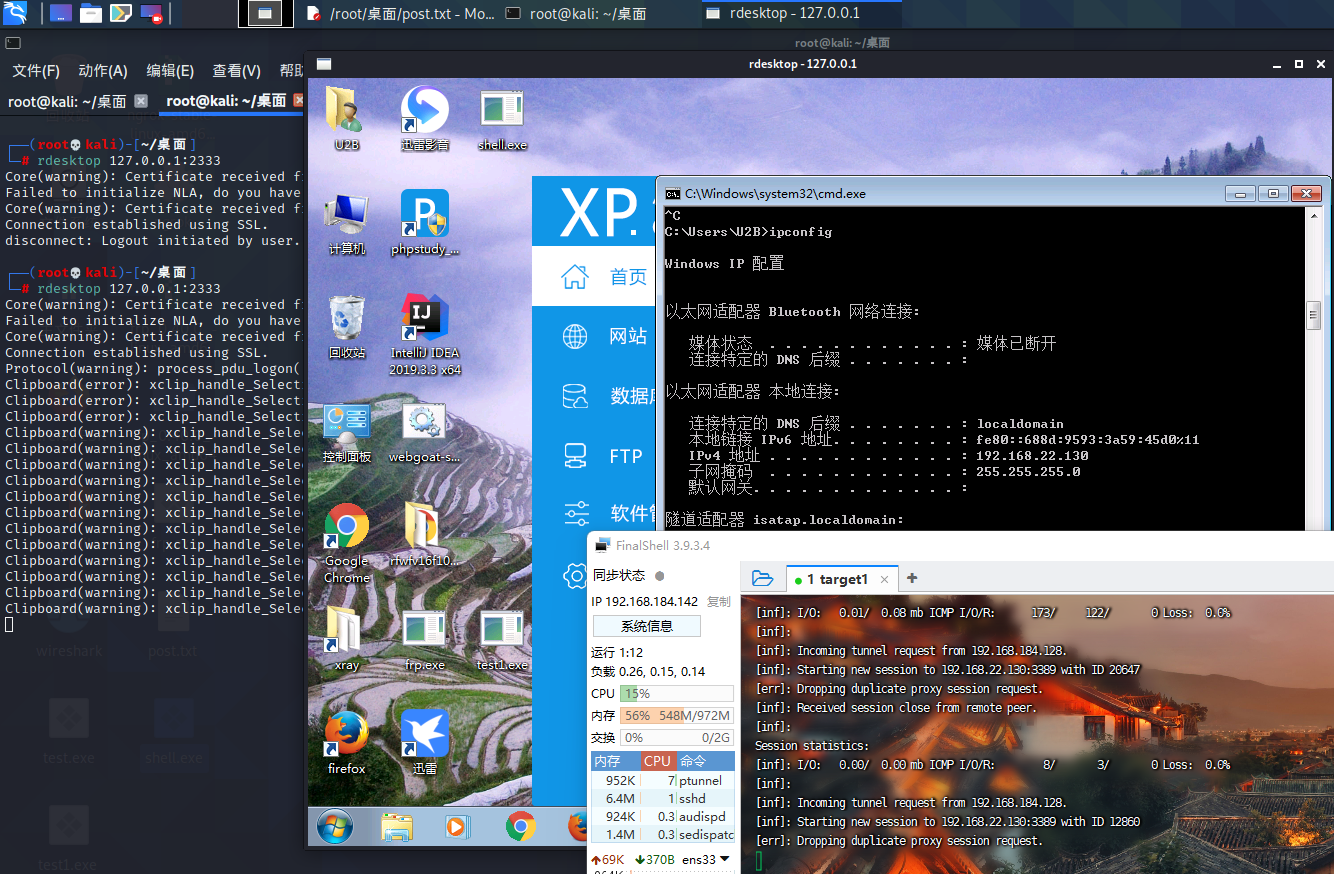 /root/桌面/post.txt - Mo...
root@kali: ~/桌面
rdesktop - 127.0.0.1
root@kali: ~/桌面
文件(F) 动作(A) 编辑(E) 查看(V) 帮助
root@kali: ~/桌面
root@kali: ~/桌面
(root💀kali)-[~/桌面]
# rdesktop 127.0.0.1:2333
Core(warning): Certificate received f
Failed to initialize NLA, do you have
Core(warning): Certificate received f
Connection established using SSL.
disconnect: Logout initiated by user.
(root💀kali)-[~/桌面]
# rdesktop 127.0.0.1:2333
Core(warning): Certificate received f
Failed to initialize NLA, do you have
Core(warning): Certificate received f
Connection established using SSL.
Protocol(warning): process_pdu_logon(
Clipboard(error): xclip_handle_Select
Clipboard(error): xclip_handle_Select
Clipboard(error): xclip_handle_Select
Clipboard(warning): xclip_handle_Sele
Clipboard(warning): xclip_handle_Sele
Clipboard(warning): xclip_handle_Sele
Clipboard(warning): xclip_handle_Sele
Clipboard(warning): xclip_handle_Sele
Clipboard(warning): xclip_handle_Sele
Clipboard(warning): xclip_handle_Sele
Clipboard(warning): xclip_handle_Sele
Clipboard(warning): xclip_handle_Sele
Clipboard(warning): xclip_handle_Sele
Clipboard(warning): xclip_handle_Sele
Clipboard(warning): xclip_handle_Sele
wireshark
post.txt
test.exe
shell.exe
test1.exe
rdesktop - 127.0.0.1
U2B
迅雷影音
shell.exe
计算机
phpstudy_...
回收站
IntelliJ IDEA
2019.3.3 x64
控制面板
webgoat-s...
Google
Chrome
rfwfv16f10...
xray
frp.exe
test1.exe
firefox
迅雷
XP.
首页
网站
数据库
FTP
软件管
C:\Windows\system32\cmd.exe
^C
C:\Users\U2B>ipconfig
Windows IP 配置
以太网适配器 Bluetooth 网络连接:
媒体状态 . . . . . . . . . . . . : 媒体已断开
连接特定的 DNS 后缀 . . . . . . . :
以太网适配器 本地连接:
连接特定的 DNS 后缀 . . . . . . . : localdomain
本地链接 IPv6 地址. . . . . . . . : fe80::688d:9593:3a59:45d0%11
IPv4 地址 . . . . . . . . . . . . : 192.168.22.130
子网掩码 . . . . . . . . . . . . : 255.255.255.0
默认网关. . . . . . . . . . . . . :
隧道适配器 isatap.localdomain:
FinalShell 3.9.3.4
同步状态
IP 192.168.184.142 复制
系统信息
运行 1:12
负载 0.26, 0.15, 0.14
CPU 15%
内存 56% 548M/972M
交换 0% 0/2G
内存 CPU 命令
952K 7 ptunnel
6.4M 1 sshd
924K 0.3 audispd
1.4M 0.3 sedispatc
69K 370B ens33
1 target1
[inf]: I/O: 0.01/ 0.08 mb ICMP I/O/R: 173/ 122/ 0 Loss: 0.0%
[inf]:
[inf]: Incoming tunnel request from 192.168.184.128.
[inf]: Starting new session to 192.168.22.130:3389 with ID 20647
[err]: Dropping duplicate proxy session request.
[inf]: Received session close from remote peer.
[inf]:
Session statistics:
[inf]: I/O: 0.00/ 0.00 mb ICMP I/O/R: 8/ 3/ 0 Loss: 0.0%
[inf]:
[inf]: Incoming tunnel request from 192.168.184.128.
[inf]: Starting new session to 192.168.22.130:3389 with ID 12860
[err]: Dropping duplicate proxy session request.